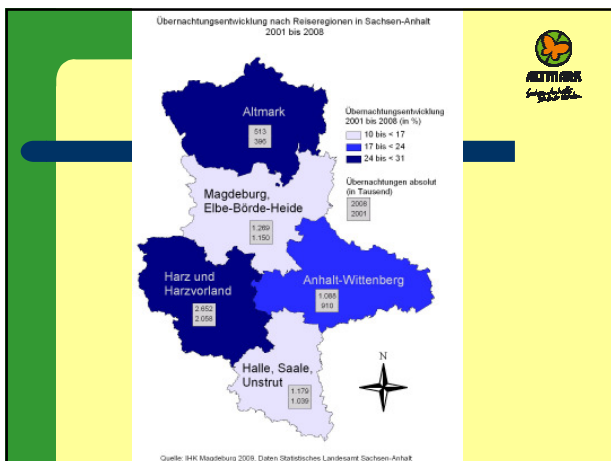 Übernachtungsentwicklung nach Reiseregionen in Sachsen-Anhalt
2001 bis 2008
ALTMARK
Altmark
513
396
Übernachtungsentwicklung
2001 bis 2008 (in %)
10 bis < 17
17 bis < 24
24 bis < 31
Übernachtungen absolut
(in Tausend)
2008
2001
Magdeburg,
Elbe-Börde-Heide
1.269
1.150
Harz und
Harzvorland
2.652
2.058
Anhalt-Wittenberg
1.088
910
Halle, Saale,
Unstrut
1.179
1.039
N
Quelle: IHK Magdeburg 2009, Daten Statistisches Landesamt Sachsen-Anhalt